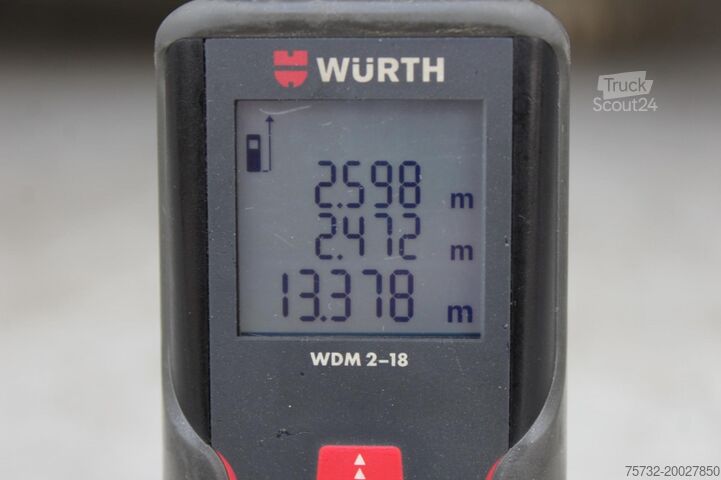 WÜRTH
Truck
Scout24
2.598 m
2.472 m
13.378 m
WDM 2-18
75732-20027850